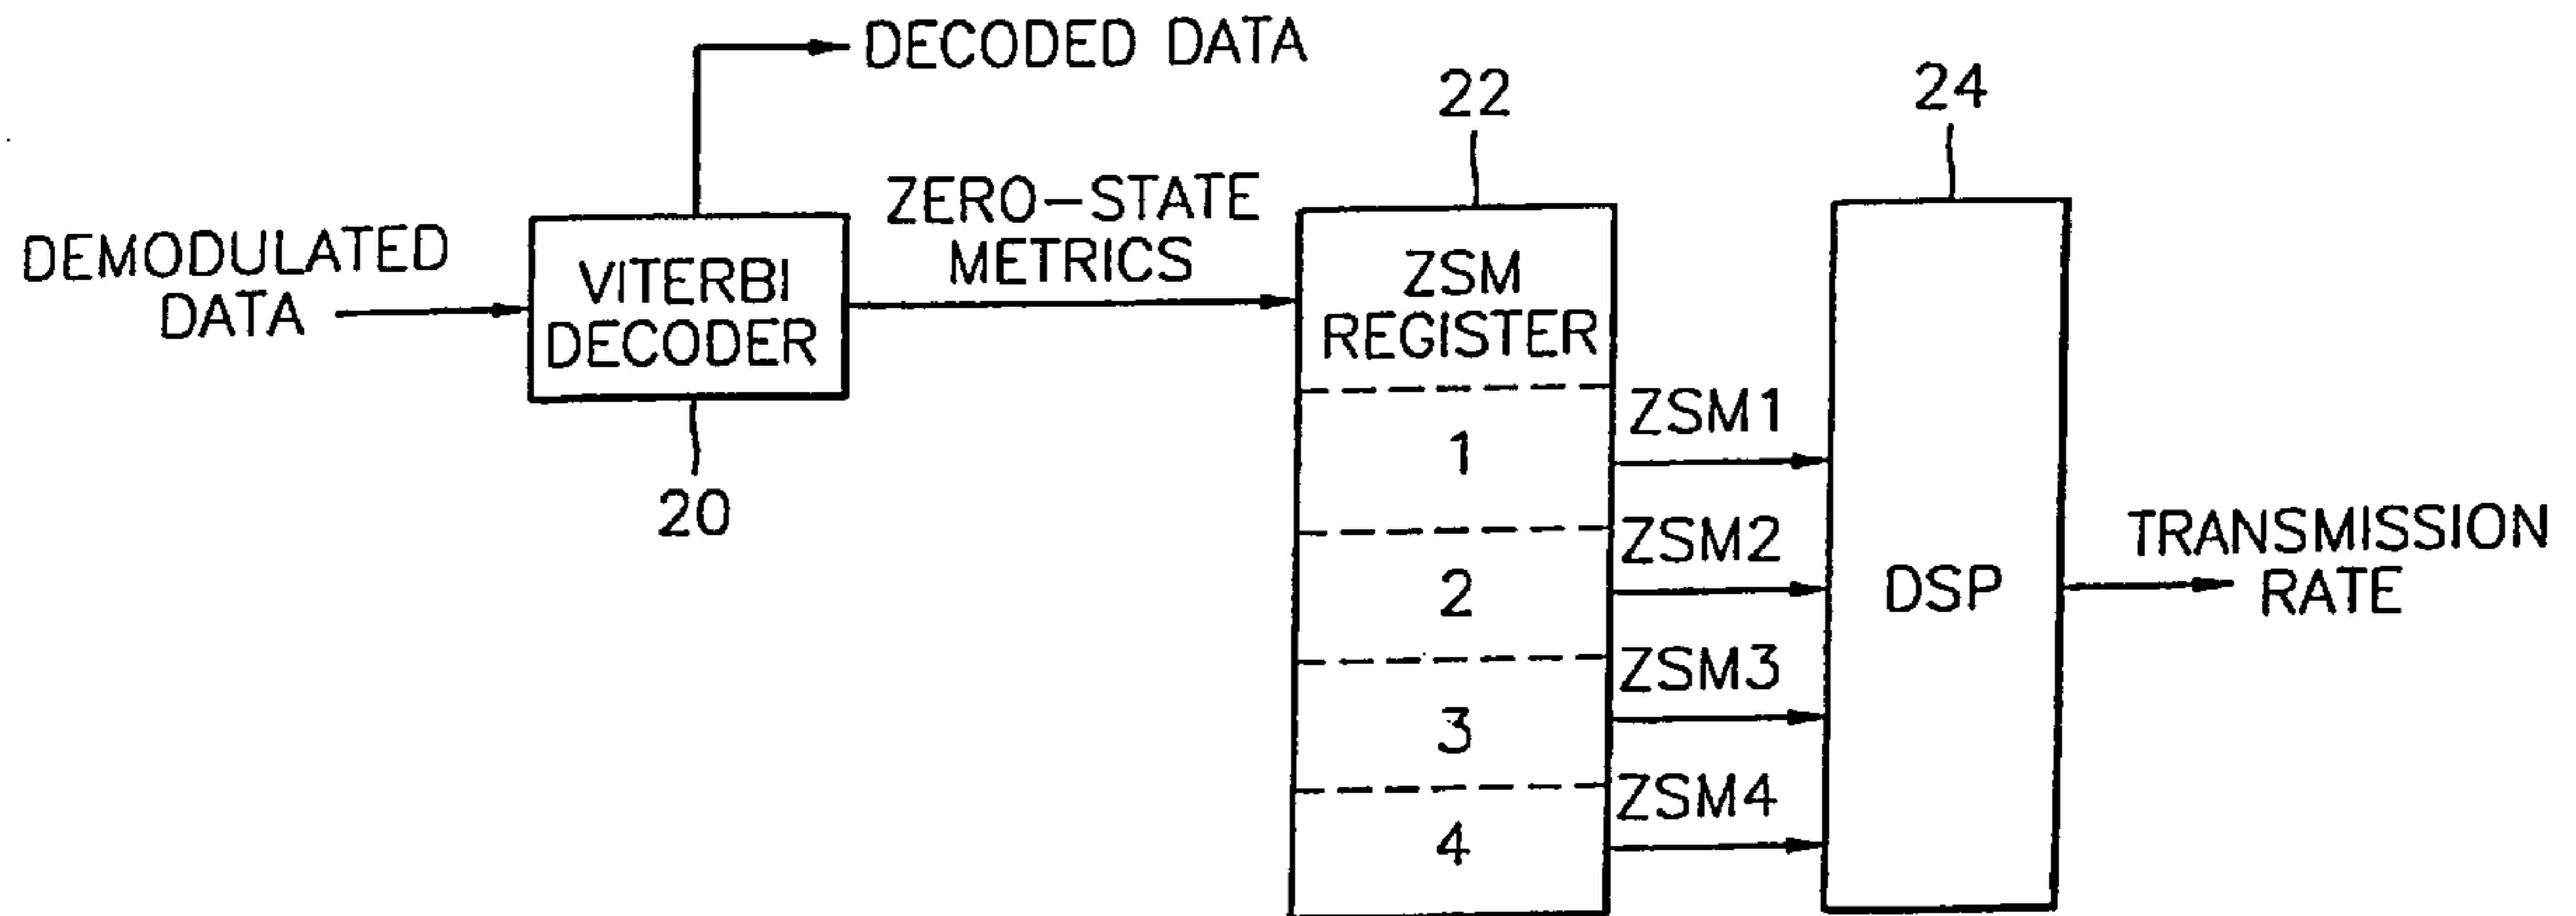 DECODED DATA
22
24
ZERO-STATE
METRICS
DEMODULATED
DATA
VITERBI
DECODER
20
ZSM
REGISTER
1
ZSM1
2
ZSM2
3
ZSM3
4
ZSM4
DSP
TRANSMISSION
RATE